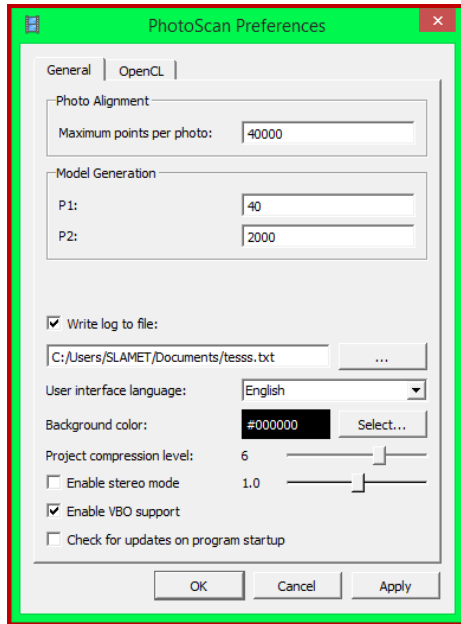 PhotoScan Preferences
General OpenCL
Photo Alignment
Maximum points per photo: 40000
Model Generation
P1: 40
P2: 2000
Write log to file:
C:/Users/SLAMET/Documents/tesss.txt ...
User interface language: English
Background color: #000000 Select...
Project compression level: 6
Enable stereo mode 1.0
Enable VBO support
Check for updates on program startup
OK Cancel Apply